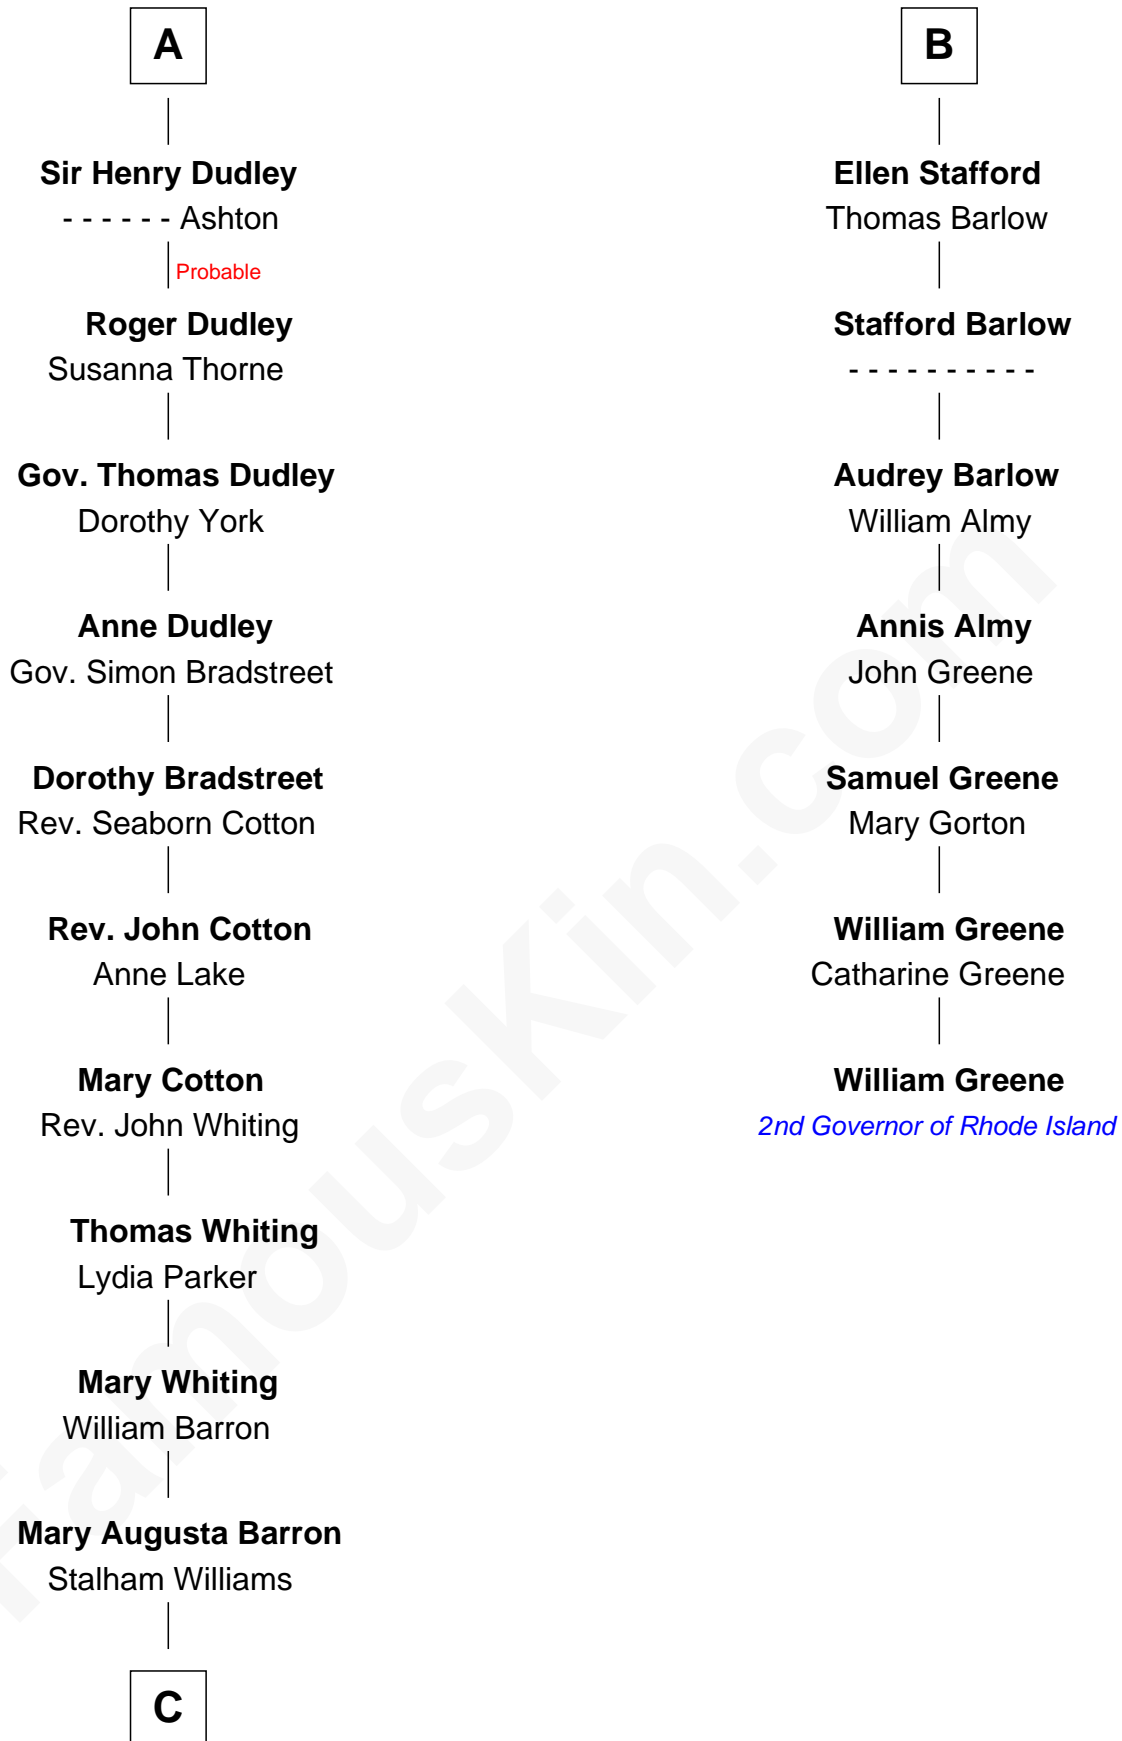 A
Sir Henry Dudley
- - - - - - Ashton
Probable
Roger Dudley
Susanna Thorne
Gov. Thomas Dudley
Dorothy York
Anne Dudley
Gov. Simon Bradstreet
Dorothy Bradstreet
Rev. Seaborn Cotton
Rev. John Cotton
Anne Lake
Mary Cotton
Rev. John Whiting
Thomas Whiting
Lydia Parker
Mary Whiting
William Barron
Mary Augusta Barron
Stalham Williams
C
B
Ellen Stafford
Thomas Barlow
Stafford Barlow
- - - - - - - - - -
Audrey Barlow
William Almy
Annis Almy
John Greene
Samuel Greene
Mary Gorton
William Greene
Catharine Greene
William Greene
2nd Governor of Rhode Island
FamousKin.com